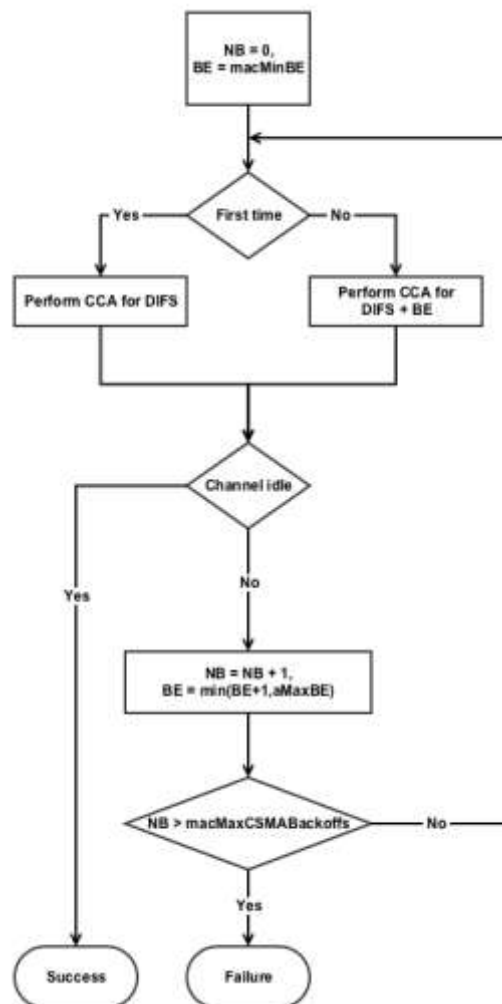 NB = 0,
BE = macMinBE
First time
Yes
No
Perform CCA for DIFS
Perform CCA for
DIFS + BE
Channel idle
Yes
No
NB = NB + 1,
BE = min(BE+1,aMaxBE)
NB > macMaxCSMABackoffs
No
Yes
Success
Failure